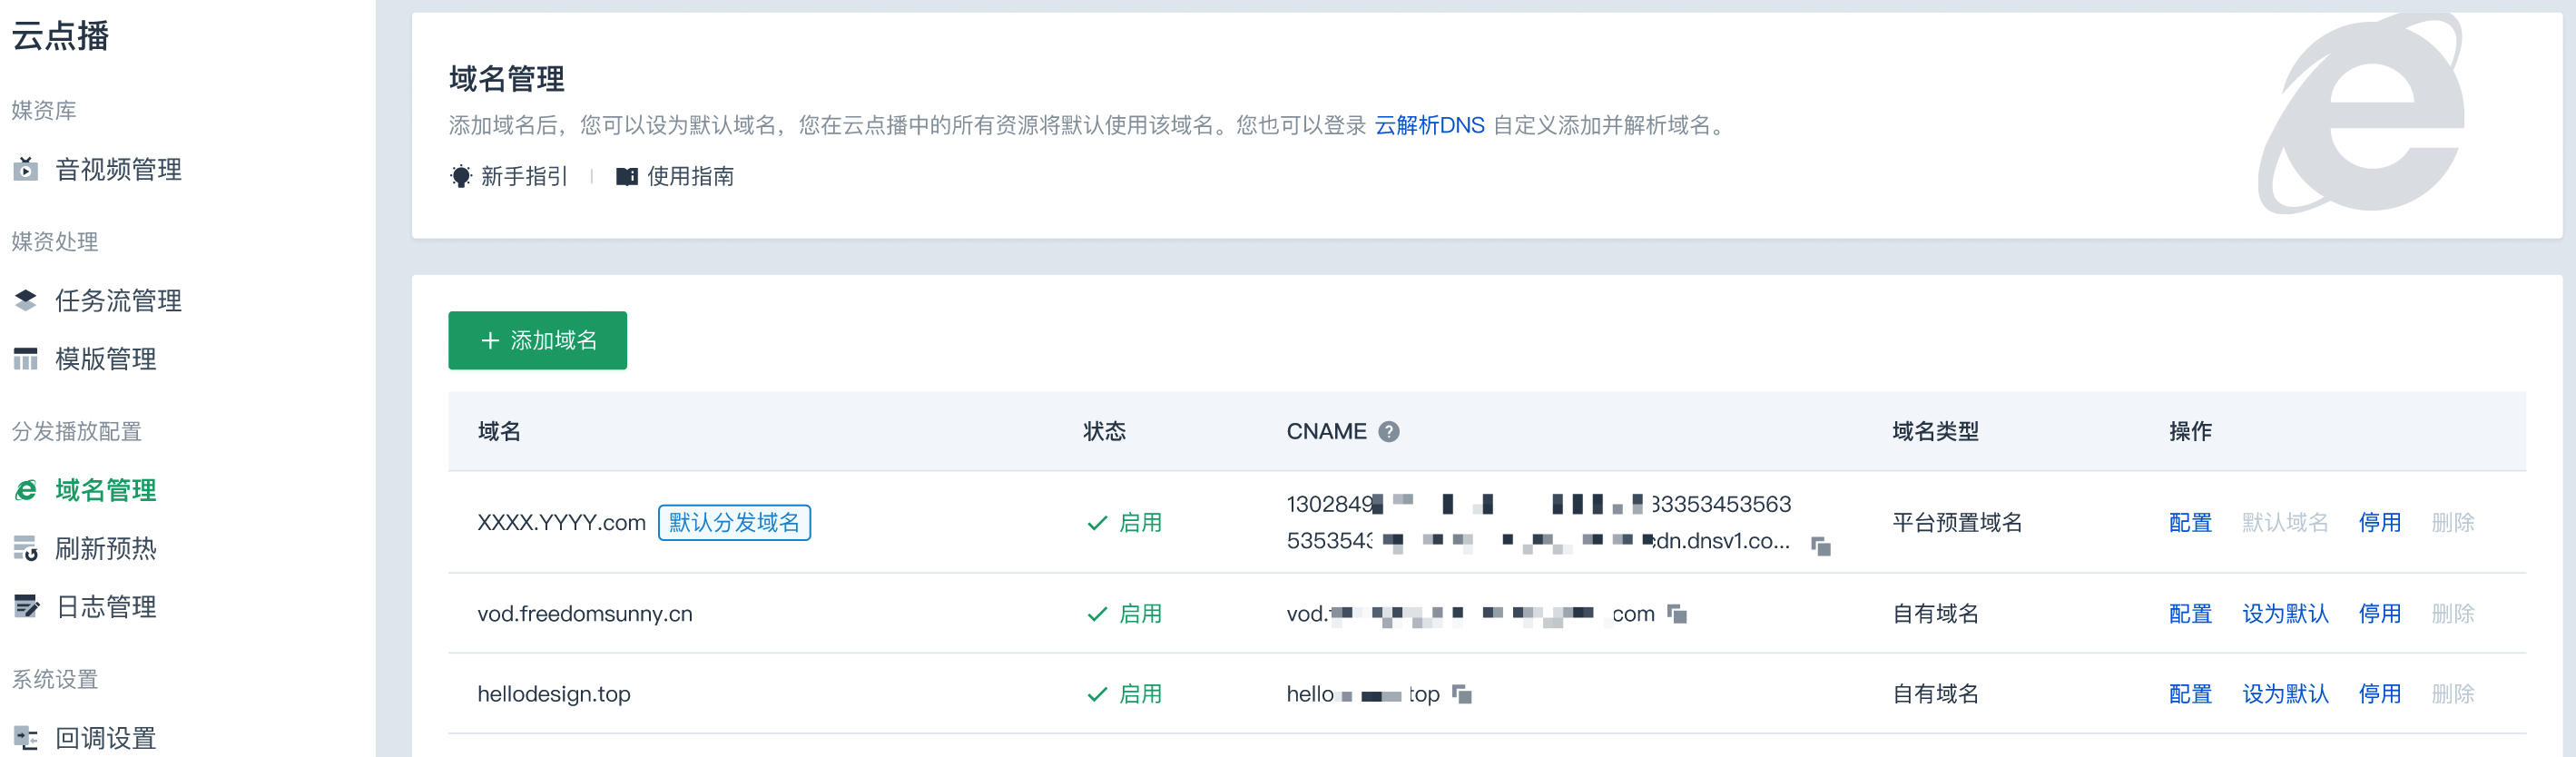 云点播
媒资库
音视频管理
媒资处理
任务流管理
模版管理
分发播放配置
域名管理
刷新预热
日志管理
系统设置
回调设置
域名管理
添加域名后，您可以设为默认域名，您在云点播中的所有资源将默认使用该域名。您也可以登录 云解析DNS 自定义添加并解析域名。
新手指引 使用指南
+ 添加域名
域名 状态 CNAME ? 域名类型 操作
XXXX.YYYY.com 默认分发域名 启用 1302849 33353453563 平台预置域名 配置 默认域名 停用 删除
535354 cdn.dnsv1.co...
vod.freedomsunny.cn 启用 vod. com 自有域名 配置 设为默认 停用 删除
hellodesign.top 启用 hello top 自有域名 配置 设为默认 停用 删除